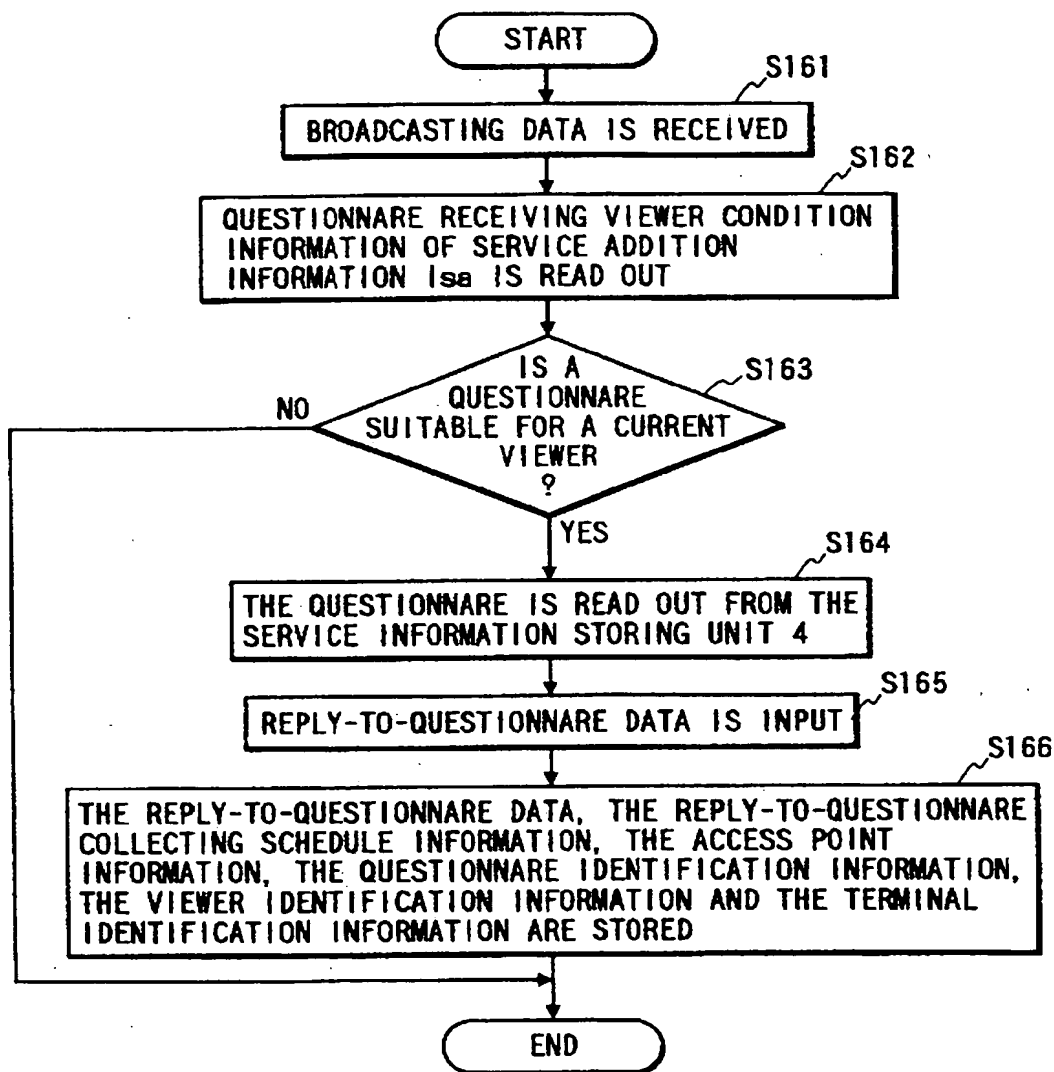 START
S161
BROADCASTING DATA IS RECEIVED
S162
QUESTIONNARE RECEIVING VIEWER CONDITION
INFORMATION OF SERVICE ADDITION
INFORMATION Isa IS READ OUT
S163
IS A
QUESTIONNARE
SUITABLE FOR A CURRENT
VIEWER
?
NO
YES
S164
THE QUESTIONNARE IS READ OUT FROM THE
SERVICE INFORMATION STORING UNIT 4
S165
REPLY-TO-QUESTIONNARE DATA IS INPUT
S166
THE REPLY-TO-QUESTIONNARE DATA, THE REPLY-TO-QUESTIONNARE
COLLECTING SCHEDULE INFORMATION, THE ACCESS POINT
INFORMATION, THE QUESTIONNARE IDENTIFICATION INFORMATION,
THE VIEWER IDENTIFICATION INFORMATION AND THE TERMINAL
IDENTIFICATION INFORMATION ARE STORED
END